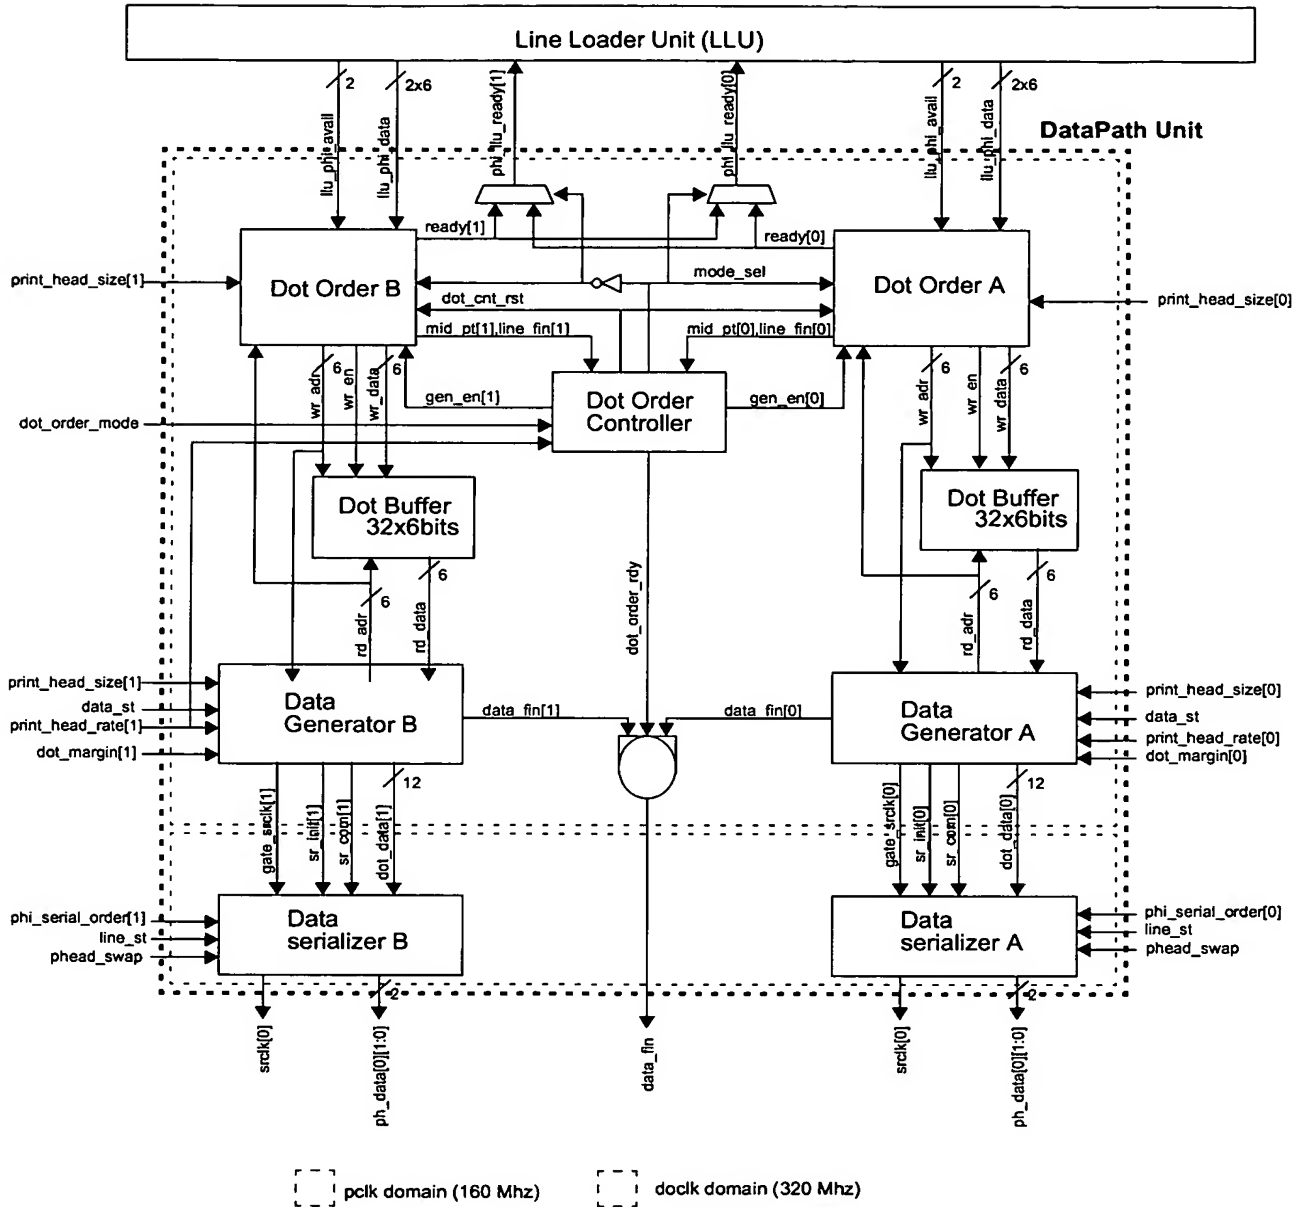 Line Loader Unit (LLU)
2
2x6
phi_llu_ready[1]
phi_llu_ready[0]
2
2x6
llu_phi_avail
llu_phi_data
llu_phi_avail
llu_phi_data
DataPath Unit
ready[1]
ready[0]
print_head_size[1]
Dot Order B
mode_sel
Dot Order A
print_head_size[0]
dot_cnt_rst
mid_pt[1],line_fin[1]
mid_pt[0],line_fin[0]
wr_adr
6
wr_en
wr_data
6
gen_en[1]
Dot Order
Controller
gen_en[0]
wr_adr
6
wr_en
wr_data
6
dot_order_mode
Dot Buffer
32x6bits
Dot Buffer
32x6bits
6
6
rd_adr
rd_data
dot_order_rdy
6
6
rd_adr
rd_data
print_head_size[1]
data_st
print_head_rate[1]
dot_margin[1]
Data
Generator B
data_fin[1]
data_fin[0]
Data
Generator A
print_head_size[0]
data_st
print_head_rate[0]
dot_margin[0]
gate_srclk[1]
sr_init[1]
sr_com[1]
dot_data[1]
12
gate_srclk[0]
sr_init[0]
sr_com[0]
dot_data[0]
12
phi_serial_order[1]
line_st
phead_swap
Data
serializer B
Data
serializer A
phi_serial_order[0]
line_st
phead_swap
2
2
srclk[0]
ph_data[0][1:0]
data_fin
srclk[0]
ph_data[0][1:0]
pclk domain (160 Mhz)
doclk domain (320 Mhz)